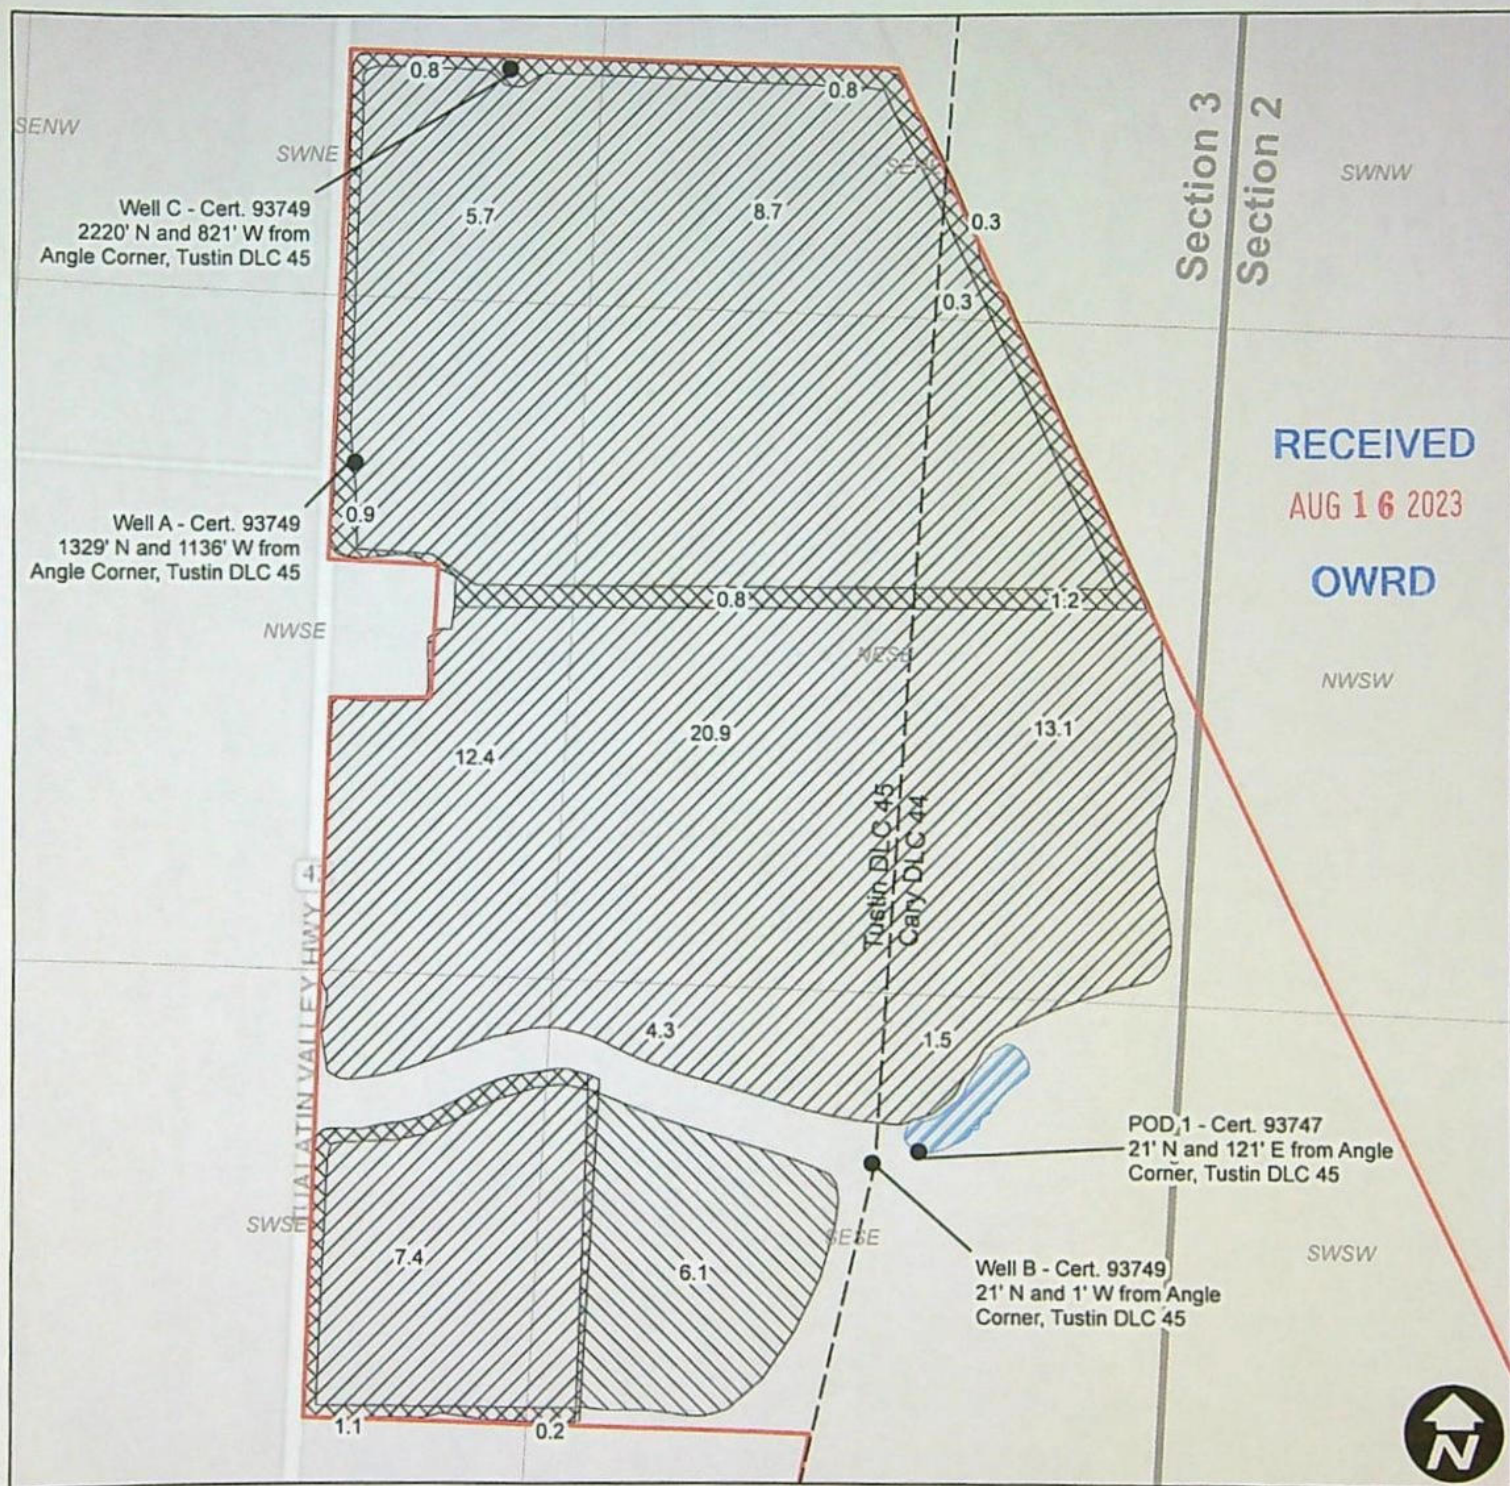 SENW
SWNE
0.8
0.8
Section 3
Section 2
SWNW
Well C - Cert. 93749
2220' N and 821' W from
Angle Corner, Tustin DLC 45
5.7
8.7
0.3
0.3
RECEIVED
AUG 16 2023
OWRD
0.9
Well A - Cert. 93749
1329' N and 1136' W from
Angle Corner, Tustin DLC 45
0.8
1.2
NWSE
NESE
NWSW
12.4
20.9
13.1
Tustin DLC 45
Cary DLC 44
TUALATIN VALLEY HWY
4.3
1.5
POD 1 - Cert. 93747
21' N and 121' E from Angle
Corner, Tustin DLC 45
SWSE
SESE
SWSW
7.4
6.1
Well B - Cert. 93749
21' N and 1' W from Angle
Corner, Tustin DLC 45
1.1
0.2
N